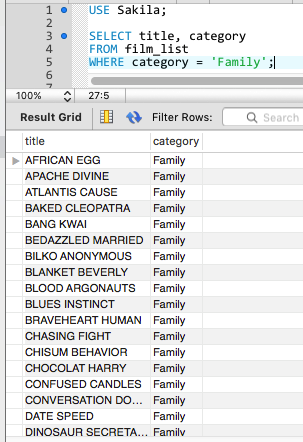 1 USE Sakila;
2
3 SELECT title, category
4 FROM film_list
5 WHERE category = 'Family';
6
100% 27:5
Result Grid Filter Rows: Search
title category
AFRICAN EGG Family
APACHE DIVINE Family
ATLANTIS CAUSE Family
BAKED CLEOPATRA Family
BANG KWAI Family
BEDAZZLED MARRIED Family
BILKO ANONYMOUS Family
BLANKET BEVERLY Family
BLOOD ARGONAUTS Family
BLUES INSTINCT Family
BRAVEHEART HUMAN Family
CHASING FIGHT Family
CHISUM BEHAVIOR Family
CHOCOLAT HARRY Family
CONFUSED CANDLES Family
CONVERSATION DO... Family
DATE SPEED Family
DINOSAUR SECRETA... Family